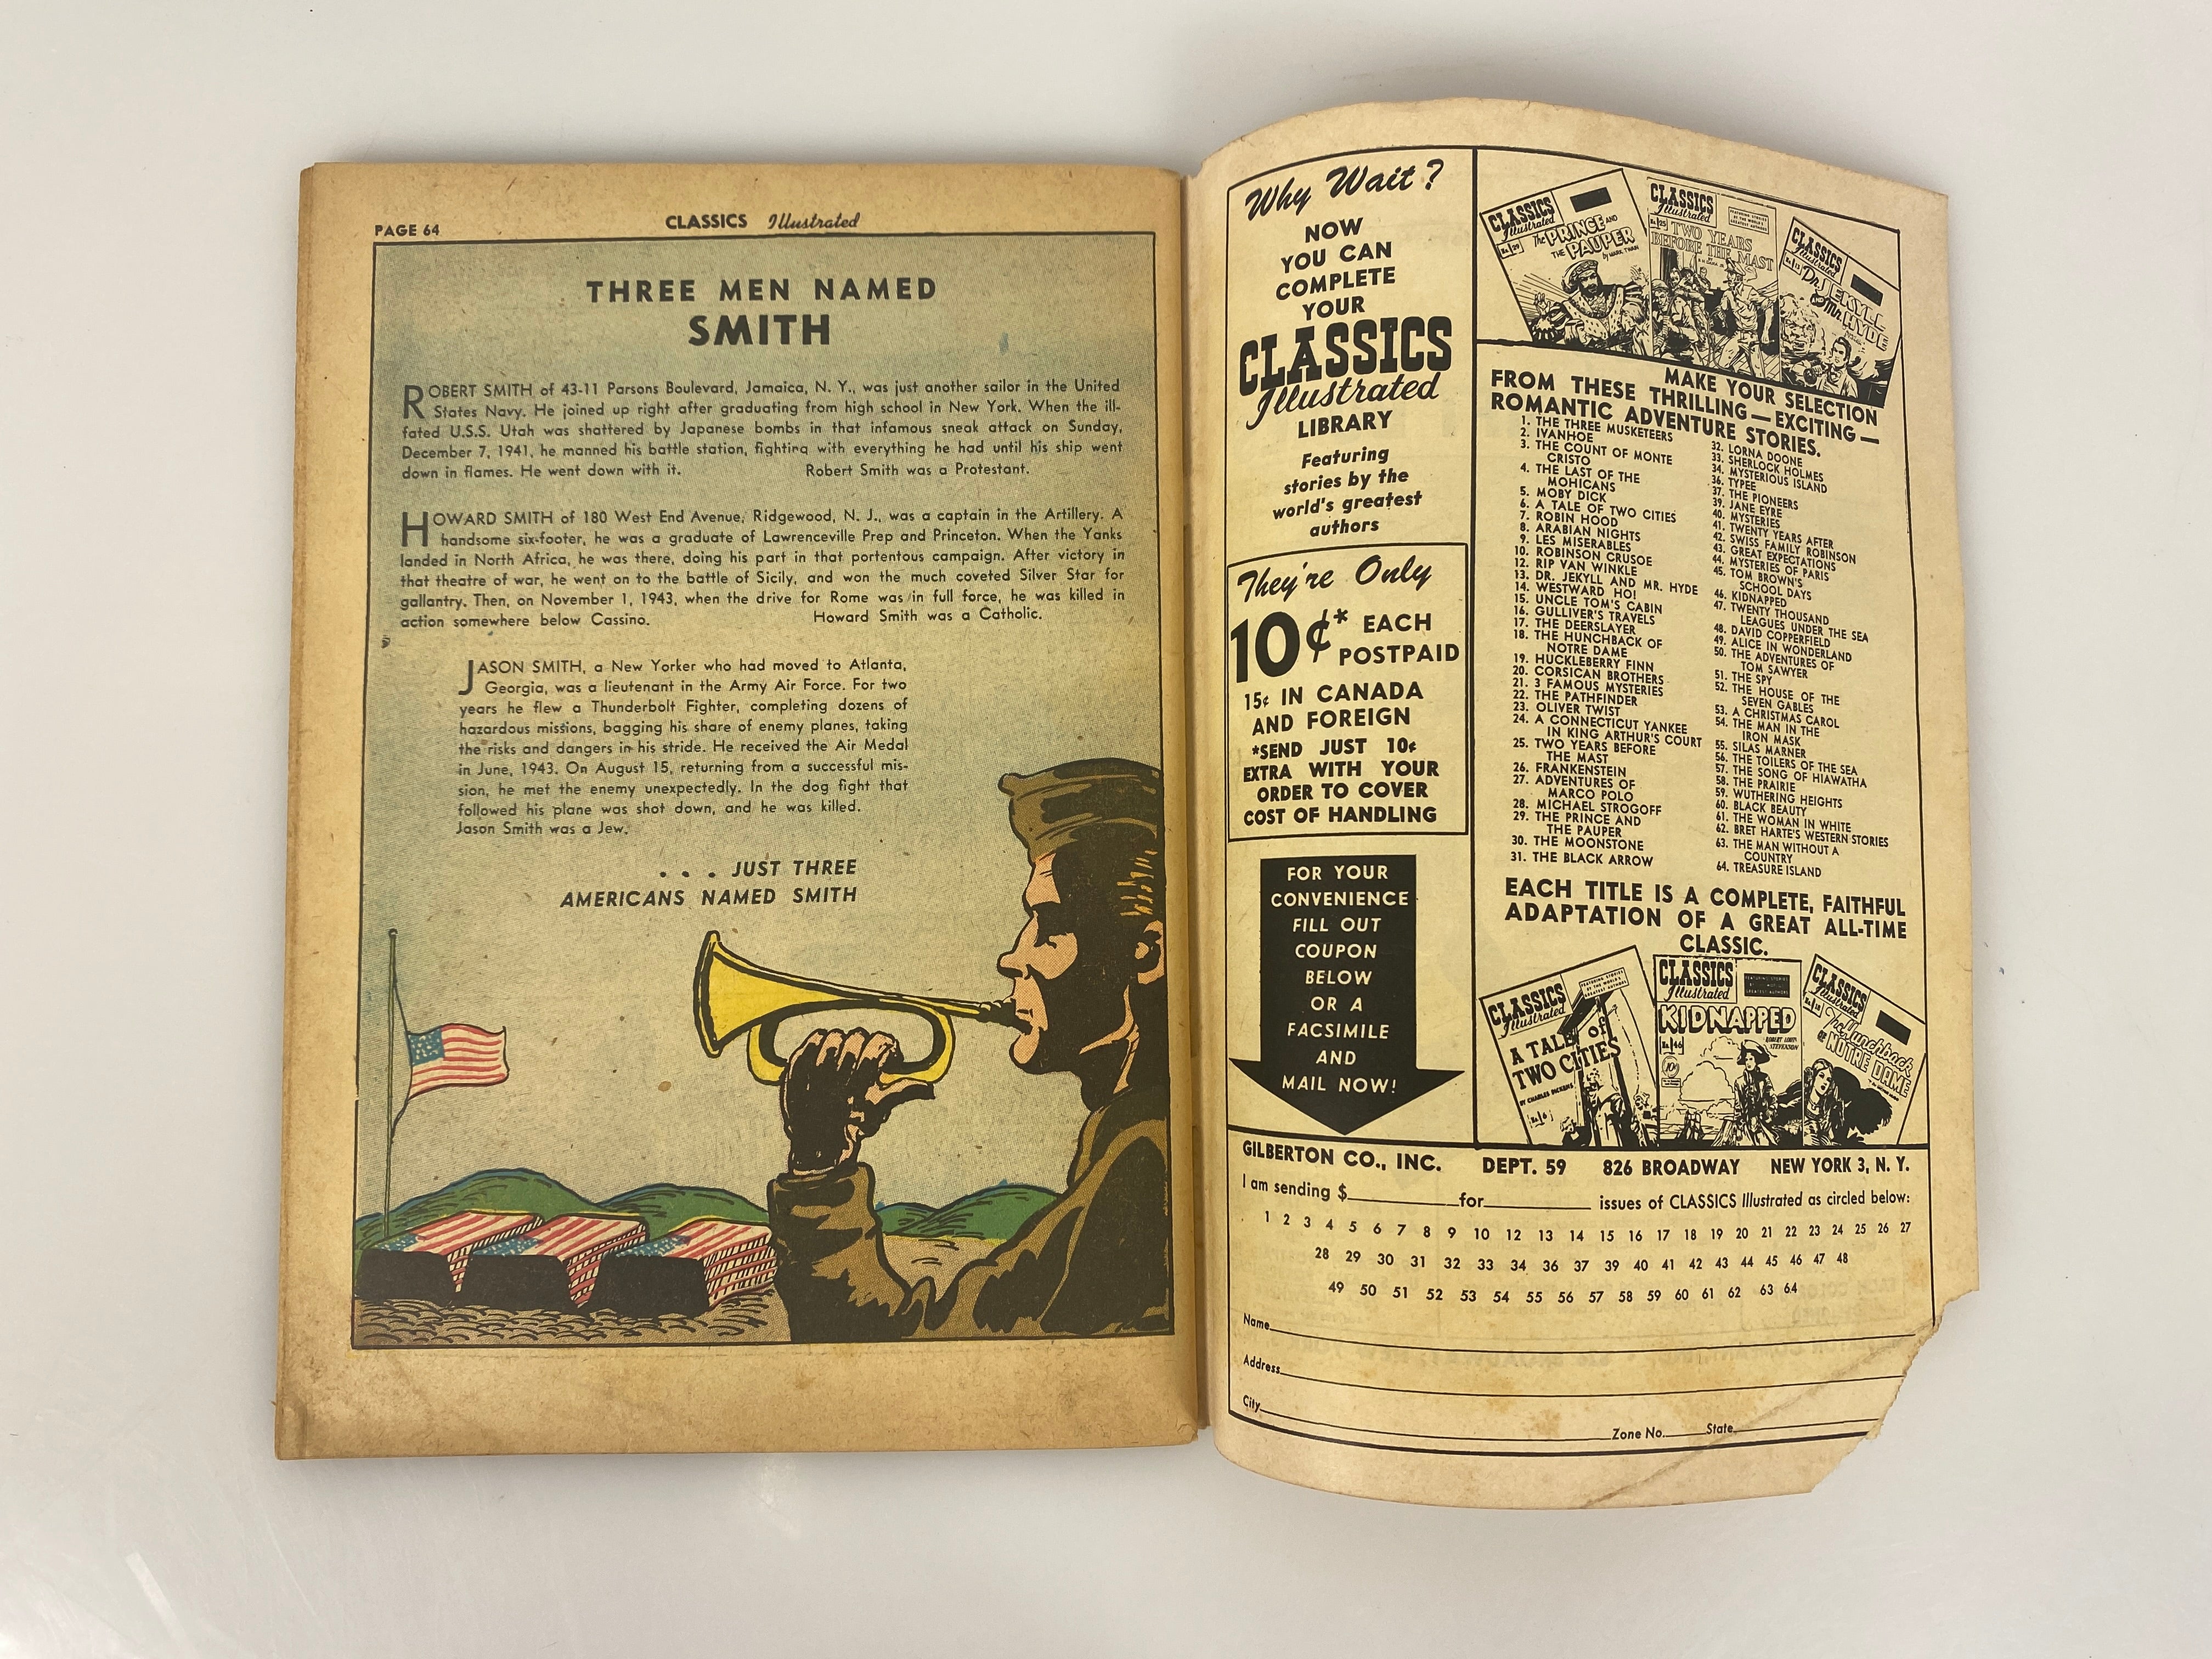 PAGE 64
CLASSICS Illustrated
THREE MEN NAMED
SMITH
ROBERT SMITH of 43-11 Parsons Boulevard, Jamaica, N. Y., was just another sailor in the United
States Navy. He joined up right after graduating from high school in New York. When the ill-
fated U.S.S. Utah was shattered by Japanese bombs in that infamous sneak attack on Sunday,
December 7, 1941, he manned his battle station, fighting with everything he had until his ship went
down in flames. He went down with it. Robert Smith was a Protestant.
HOWARD SMITH of 180 West End Avenue, Ridgewood, N. J., was a captain in the Artillery. A
handsome six-footer, he was a graduate of Lawrenceville Prep and Princeton. When the Yanks
landed in North Africa, he was there, doing his part in that portentous campaign. After victory in
that theatre of war, he went on to the battle of Sicily, and won the much coveted Silver Star for
gallantry. Then, on November 1, 1943, when the drive for Rome was in full force, he was killed in
action somewhere below Cassino. Howard Smith was a Catholic.
JASON SMITH, a New Yorker who had moved to Atlanta,
Georgia, was a lieutenant in the Army Air Force. For two
years he flew a Thunderbolt Fighter, completing dozens of
hazardous missions, bagging his share of enemy planes, taking
the risks and dangers in his stride. He received the Air Medal
in June, 1943. On August 15, returning from a successful mis-
sion, he met the enemy unexpectedly. In the dog fight that
followed his plane was shot down, and he was killed.
Jason Smith was a Jew.
. . . JUST THREE
AMERICANS NAMED SMITH
Why Wait?
NOW
YOU CAN
COMPLETE
YOUR
CLASSICS
Illustrated
LIBRARY
Featuring
stories by the
world's greatest
authors
They're Only
10¢* EACH
POSTPAID
15¢ IN CANADA
AND FOREIGN
*SEND JUST 10¢
EXTRA WITH YOUR
ORDER TO COVER
COST OF HANDLING
FOR YOUR
CONVENIENCE
FILL OUT
COUPON
BELOW
OR A
FACSIMILE
AND
MAIL NOW!
CLASSICS
Illustrated
No 29
The PRINCE AND
THE PAUPER
by MARK TWAIN
CLASSICS
Illustrated
FEATURING STORIES
BY THE WORLD'S
GREATEST AUTHORS
No 25
TWO YEARS
BEFORE THE MAST
CLASSICS
Illustrated
No 13
Dr. JEKYLL
and Mr. HYDE
MAKE YOUR SELECTION
FROM THESE THRILLING—EXCITING—
ROMANTIC ADVENTURE STORIES.
1. THE THREE MUSKETEERS
2. IVANHOE
3. THE COUNT OF MONTE
CRISTO
4. THE LAST OF THE
MOHICANS
5. MOBY DICK
6. A TALE OF TWO CITIES
7. ROBIN HOOD
8. ARABIAN NIGHTS
9. LES MISERABLES
10. ROBINSON CRUSOE
12. RIP VAN WINKLE
13. DR. JEKYLL AND MR. HYDE
14. WESTWARD HO!
15. UNCLE TOM'S CABIN
16. GULLIVER'S TRAVELS
17. THE DEERSLAYER
18. THE HUNCHBACK OF
NOTRE DAME
19. HUCKLEBERRY FINN
20. CORSICAN BROTHERS
21. 3 FAMOUS MYSTERIES
22. THE PATHFINDER
23. OLIVER TWIST
24. A CONNECTICUT YANKEE
IN KING ARTHUR'S COURT
25. TWO YEARS BEFORE
THE MAST
26. FRANKENSTEIN
27. ADVENTURES OF
MARCO POLO
28. MICHAEL STROGOFF
29. THE PRINCE AND
THE PAUPER
30. THE MOONSTONE
31. THE BLACK ARROW
32. LORNA DOONE
33. SHERLOCK HOLMES
34. MYSTERIOUS ISLAND
36. TYPEE
37. THE PIONEERS
39. JANE EYRE
40. MYSTERIES
41. TWENTY YEARS AFTER
42. SWISS FAMILY ROBINSON
43. GREAT EXPECTATIONS
44. MYSTERIES OF PARIS
45. TOM BROWN'S
SCHOOL DAYS
46. KIDNAPPED
47. TWENTY THOUSAND
LEAGUES UNDER THE SEA
48. DAVID COPPERFIELD
49. ALICE IN WONDERLAND
50. THE ADVENTURES OF
TOM SAWYER
51. THE SPY
52. THE HOUSE OF THE
SEVEN GABLES
53. A CHRISTMAS CAROL
54. THE MAN IN THE
IRON MASK
55. SILAS MARNER
56. THE TOILERS OF THE SEA
57. THE SONG OF HIAWATHA
58. THE PRAIRIE
59. WUTHERING HEIGHTS
60. BLACK BEAUTY
61. THE WOMAN IN WHITE
62. BRET HARTE'S WESTERN STORIES
63. THE MAN WITHOUT A
COUNTRY
64. TREASURE ISLAND
EACH TITLE IS A COMPLETE, FAITHFUL
ADAPTATION OF A GREAT ALL-TIME
CLASSIC.
CLASSICS
Illustrated
FEATURING STORIES
BY THE WORLD'S
GREATEST AUTHORS
A TALE of
TWO CITIES
BY CHARLES DICKENS
No 6
CLASSICS
Illustrated
KIDNAPPED
No 46
ROBERT LOUIS
STEVENSON
10¢
CLASSICS
Illustrated
No 18
The Hunchback
of NOTRE DAME
GILBERTON CO., INC. DEPT. 59 826 BROADWAY NEW YORK 3, N. Y.
I am sending $ for issues of CLASSICS Illustrated as circled below:
1 2 3 4 5 6 7 8 9 10 12 13 14 15 16 17 18 19 20 21 22 23 24 25 26 27
28 29 30 31 32 33 34 36 37 39 40 41 42 43 44 45 46 47 48
49 50 51 52 53 54 55 56 57 58 59 60 61 62 63 64
Name
Address
City
Zone No. State